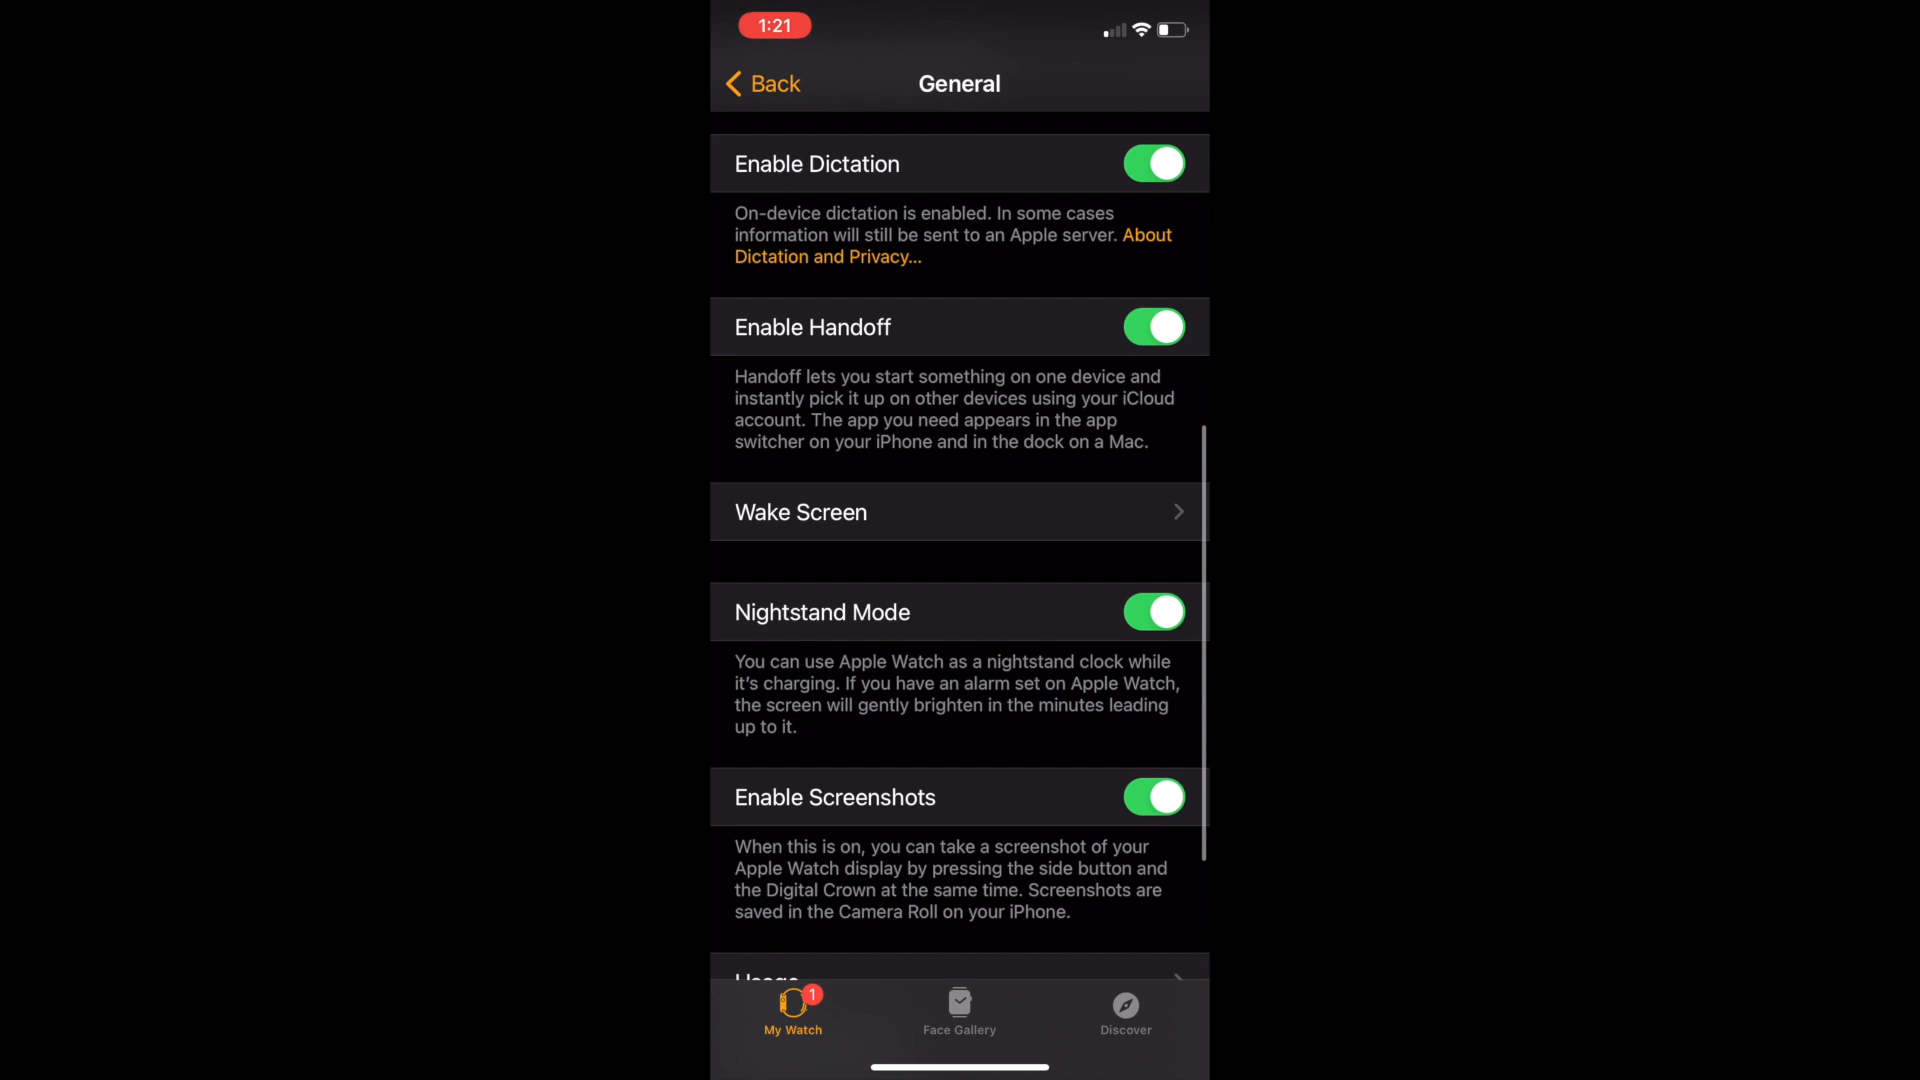 1:21
Back
General
Enable Dictation
On-device dictation is enabled. In some cases
information will still be sent to an Apple server. About
Dictation and Privacy...
Enable Handoff
Handoff lets you start something on one device and
instantly pick it up on other devices using your iCloud
account. The app you need appears in the app
switcher on your iPhone and in the dock on a Mac.
Wake Screen
Nightstand Mode
You can use Apple Watch as a nightstand clock while
it's charging. If you have an alarm set on Apple Watch,
the screen will gently brighten in the minutes leading
up to it.
Enable Screenshots
When this is on, you can take a screenshot of your
Apple Watch display by pressing the side button and
the Digital Crown at the same time. Screenshots are
saved in the Camera Roll on your iPhone.
Usage
1
My Watch
Face Gallery
Discover